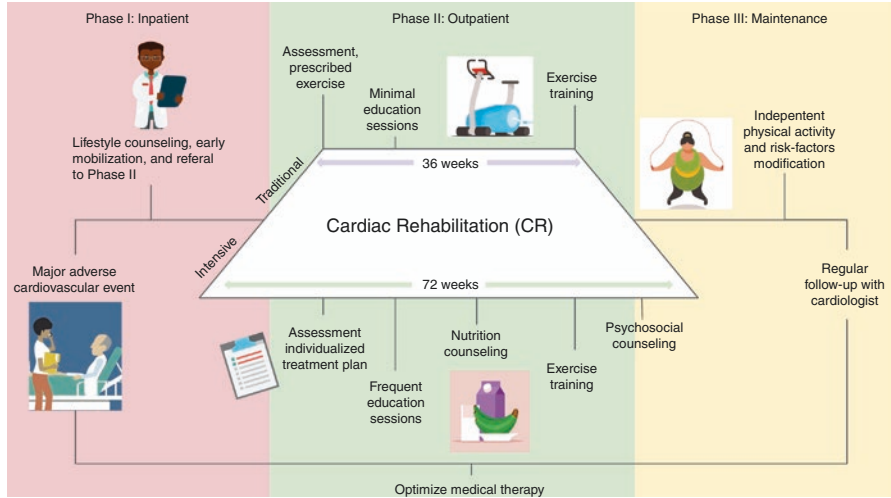 Phase I: Inpatient
Phase II: Outpatient
Phase III: Maintenance
Assessment,
prescribed
exercise
Minimal
education
sessions
Exercise
training
Lifestyle counseling, early
mobilization, and referal
to Phase II
Indepentent
physical activity
and risk-factors
modification
Traditional
36 weeks
Cardiac Rehabilitation (CR)
Intensive
72 weeks
Major adverse
cardiovascular event
Regular
follow-up with
cardiologist
Assessment
individualized
treatment plan
Frequent
education
sessions
Nutrition
counseling
Exercise
training
Psychosocial
counseling
Optimize medical therapy